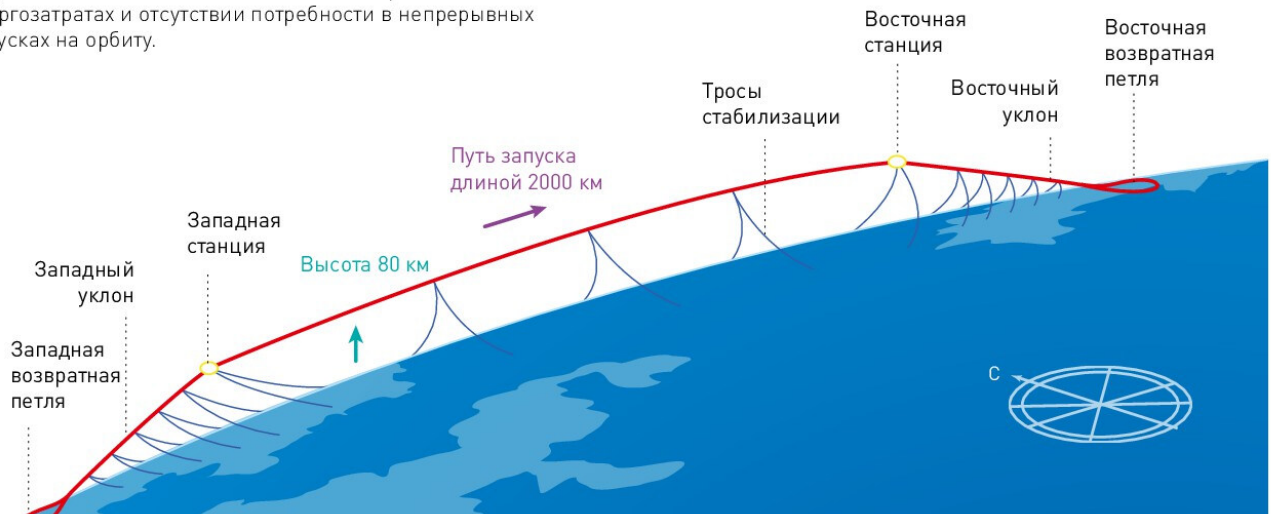 ргозатратах и отсутствии потребности в непрерывных
усках на орбиту.
Восточная
станция
Восточная
возвратная
петля
Тросы
стабилизации
Восточный
уклон
Путь запуска
длиной 2000 км
Западная
станция
Высота 80 км
Западный
уклон
Западная
возвратная
петля
С